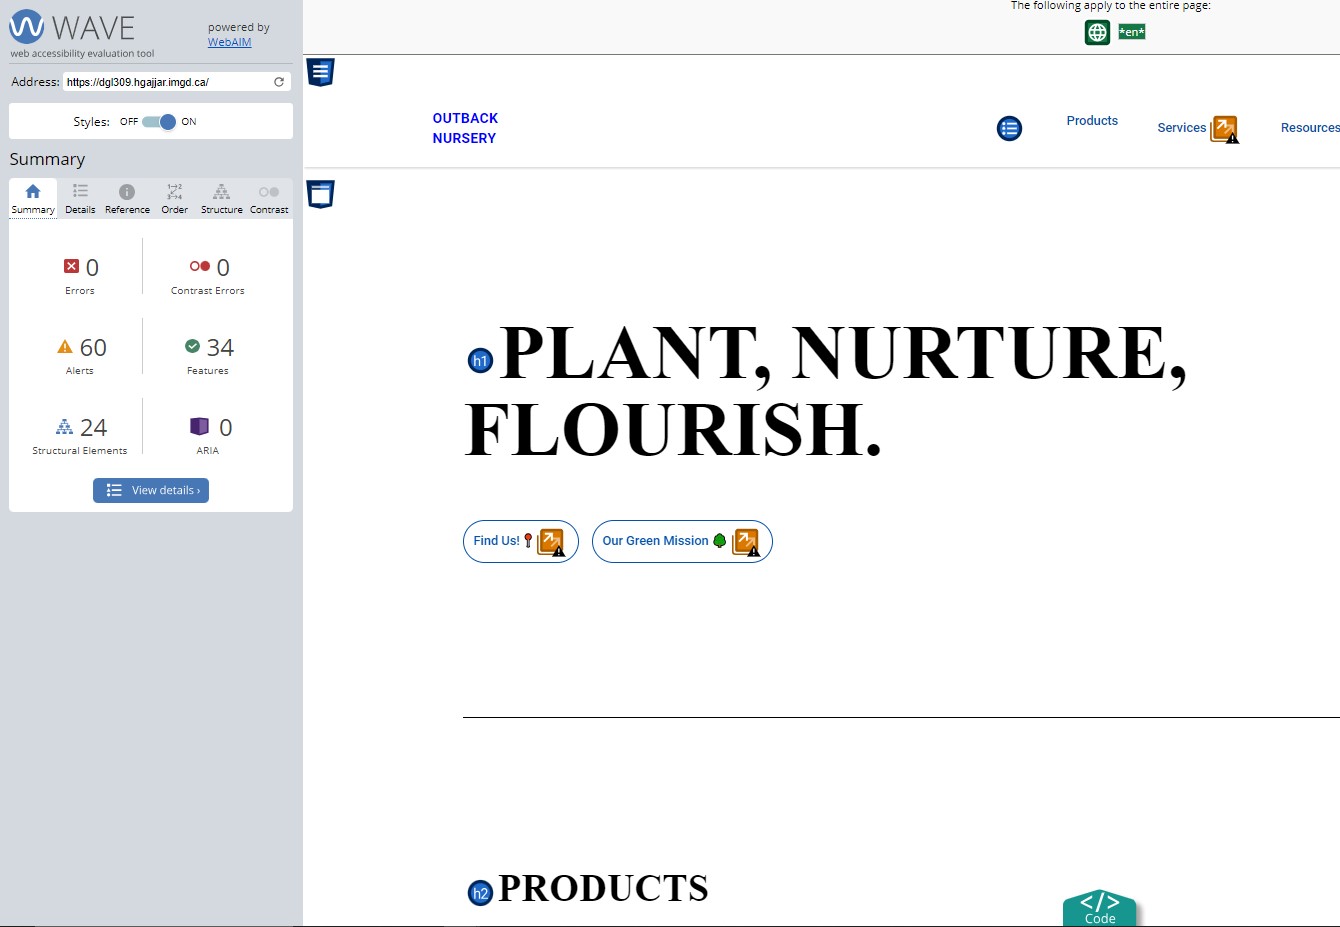 WAVE
web accessibility evaluation tool
powered by
WebAIM
Address: https://dgl309.hgajjar.imgd.ca/
Styles: OFF ON
Summary
Summary Details Reference Order Structure Contrast
0
Errors
0
Contrast Errors
60
Alerts
34
Features
24
Structural Elements
0
ARIA
View details ›
The following apply to the entire page:
*en*
OUTBACK
NURSERY
Products Services Resources
h1 PLANT, NURTURE,
FLOURISH.
Find Us! Our Green Mission
h2 PRODUCTS
</>
Code